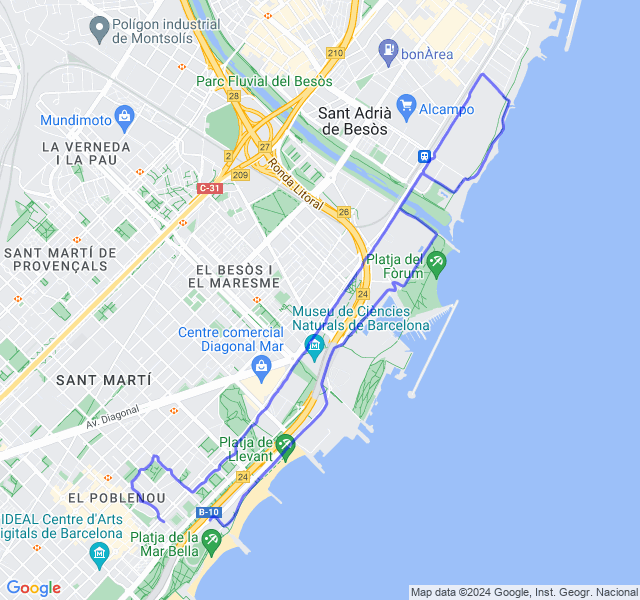 Polígon industrial
de Montsolís
210
bonÀrea
Parc Fluvial del Besòs
28
Sant Adrià
de Besòs
Alcampo
Mundimoto
LA VERNEDA
I LA PAU
27
2
209
C-31
Ronda Litoral
26
SANT MARTÍ DE
PROVENÇALS
EL BESÒS I
EL MARESME
Platja del
Fòrum
24
Museu de Ciències
Naturals de Barcelona
Centre comercial
Diagonal Mar
SANT MARTÍ
Av. Diagonal
Platja de
Llevant
24
EL POBLENOU
B-10
IDEAL Centre d'Arts
igitals de Barcelona
Platja de la
Mar Bella
Google
Map data ©2024 Google, Inst. Geogr. Nacional